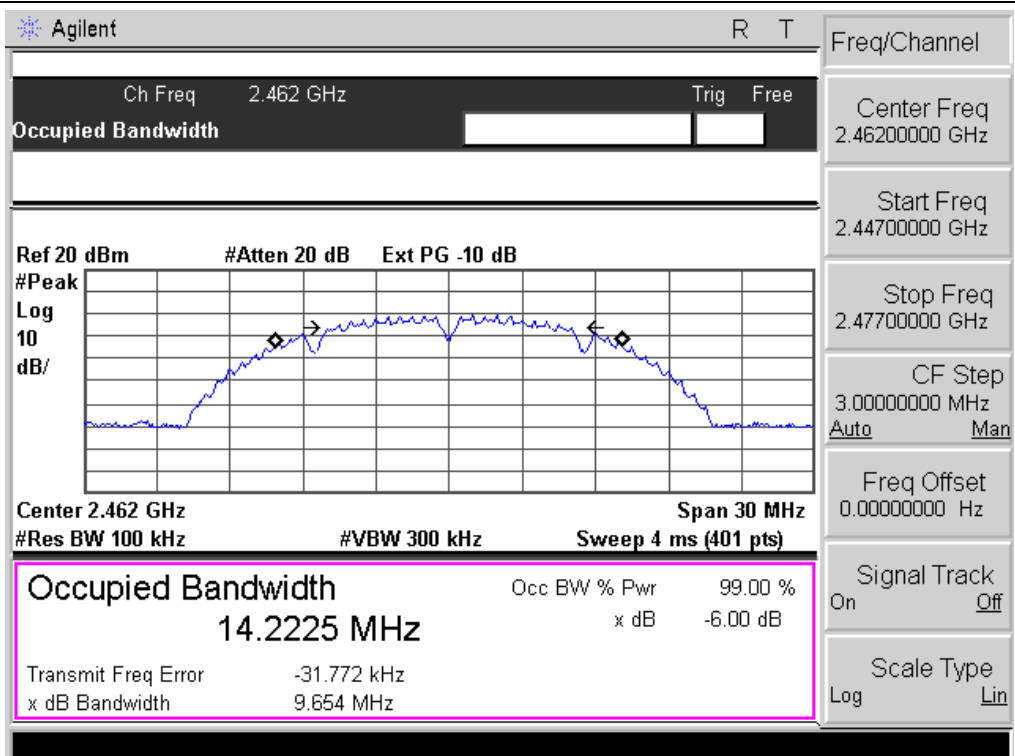 Agilent R T
Ch Freq 2.462 GHz Trig Free
Occupied Bandwidth
Ref 20 dBm #Atten 20 dB Ext PG -10 dB
#Peak
Log
10
dB/
Center 2.462 GHz Span 30 MHz
#Res BW 100 kHz #VBW 300 kHz Sweep 4 ms (401 pts)
Occupied Bandwidth Occ BW % Pwr 99.00 %
14.2225 MHz x dB -6.00 dB
Transmit Freq Error -31.772 kHz
x dB Bandwidth 9.654 MHz
Freq/Channel
Center Freq
2.46200000 GHz
Start Freq
2.44700000 GHz
Stop Freq
2.47700000 GHz
CF Step
3.00000000 MHz
Auto Man
Freq Offset
0.00000000 Hz
Signal Track
On Off
Scale Type
Log Lin